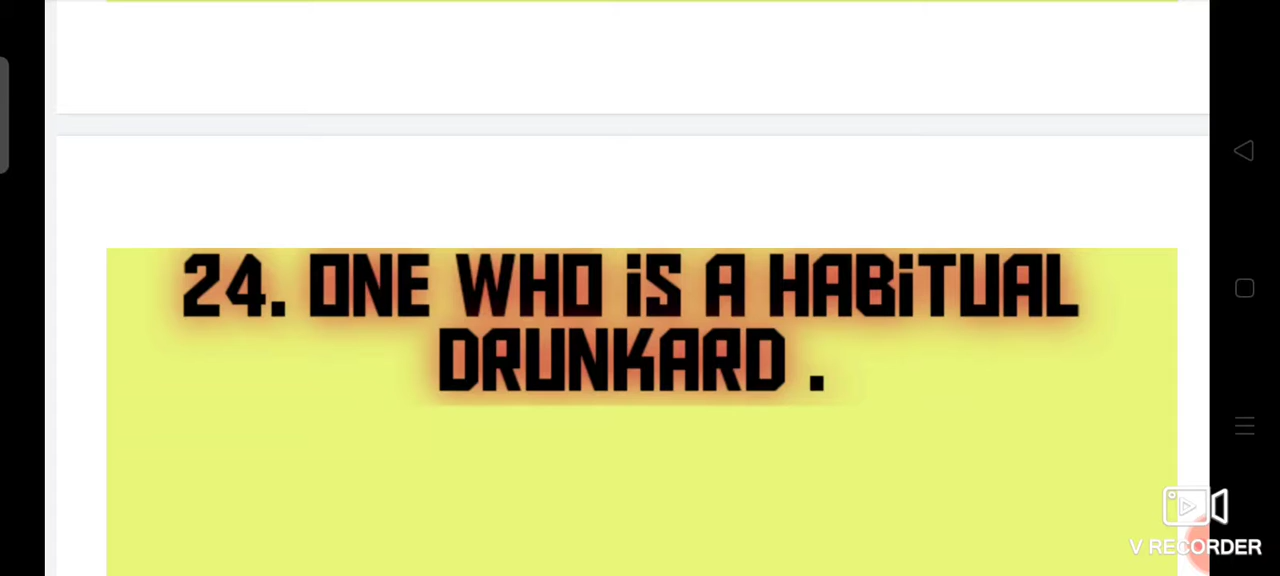 24. ONE WHO iS A HABiTUAL
DRUNKARD .
V RECORDER